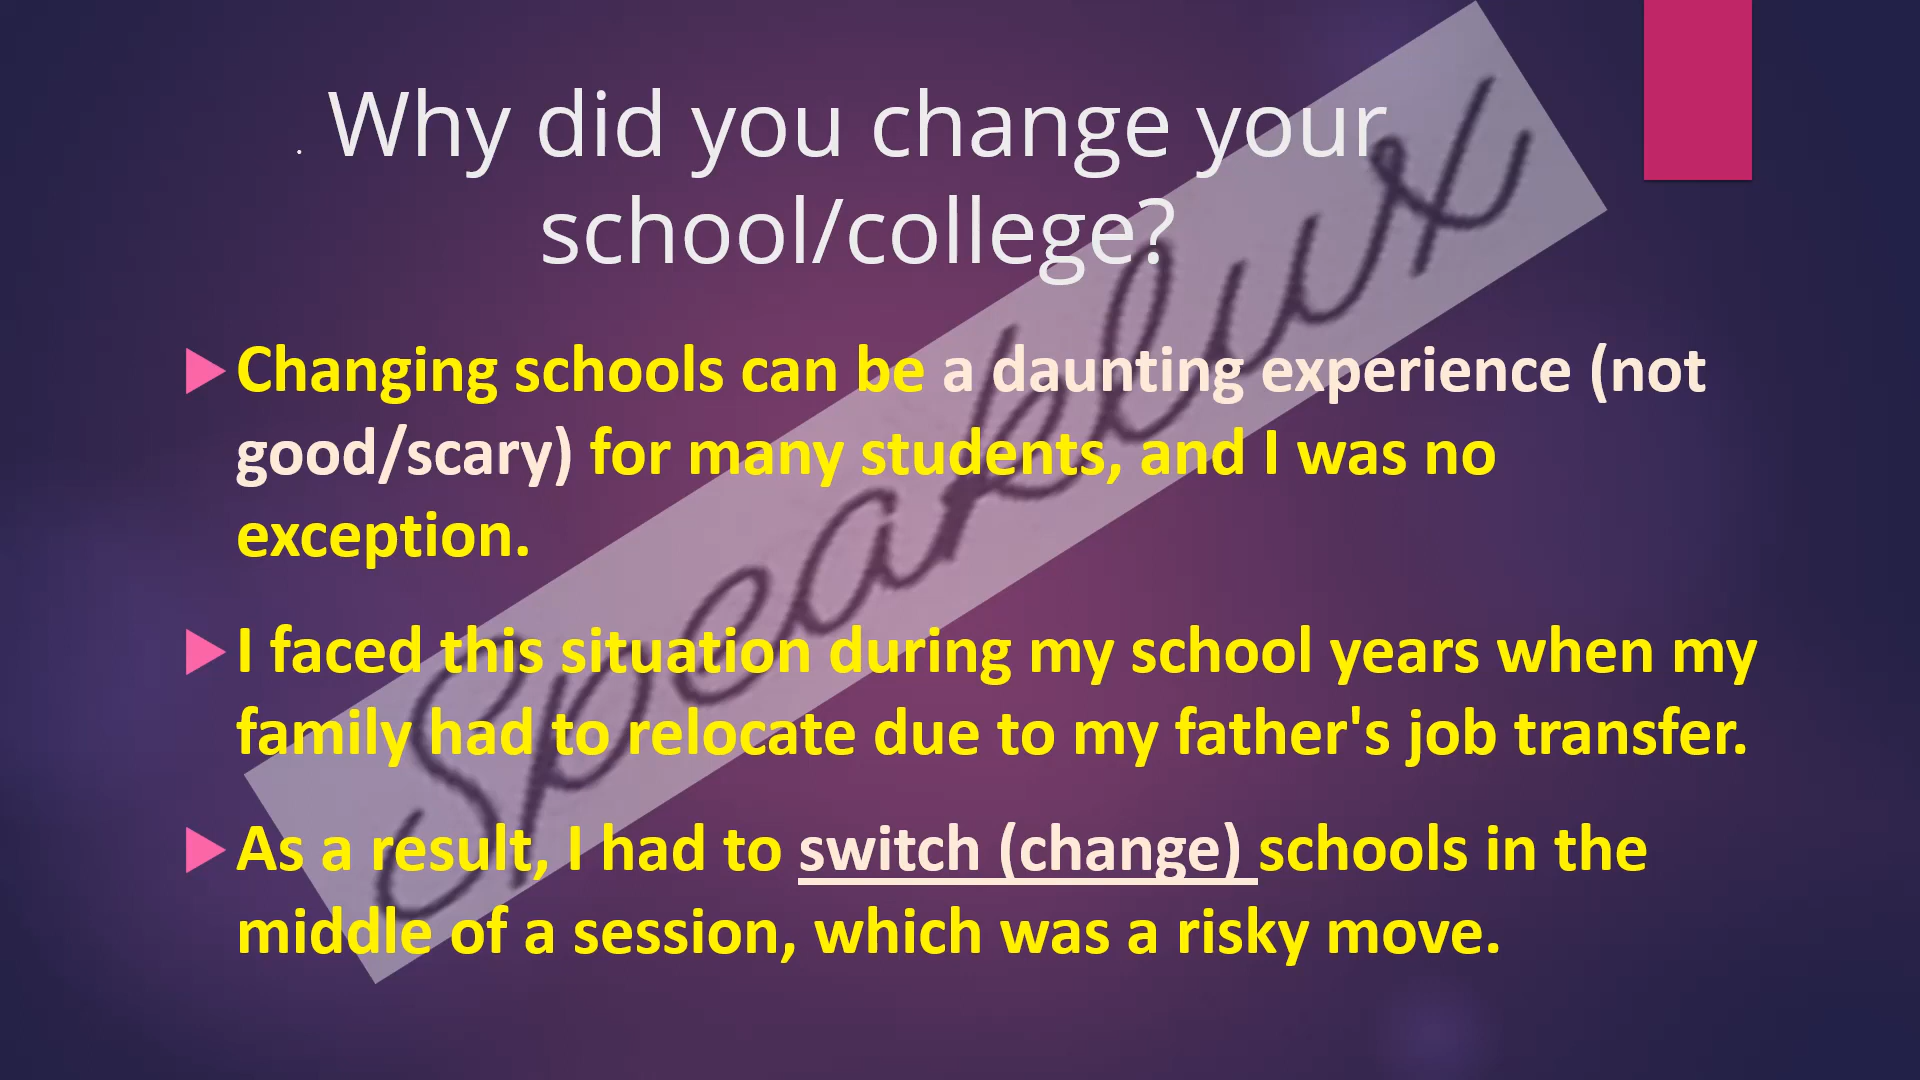 . Why did you change your
school/college?
Changing schools can be a daunting experience (not
good/scary) for many students, and I was no
exception.
I faced this situation during my school years when my
family had to relocate due to my father's job transfer.
As a result, I had to switch (change) schools in the
middle of a session, which was a risky move.
Speaklux